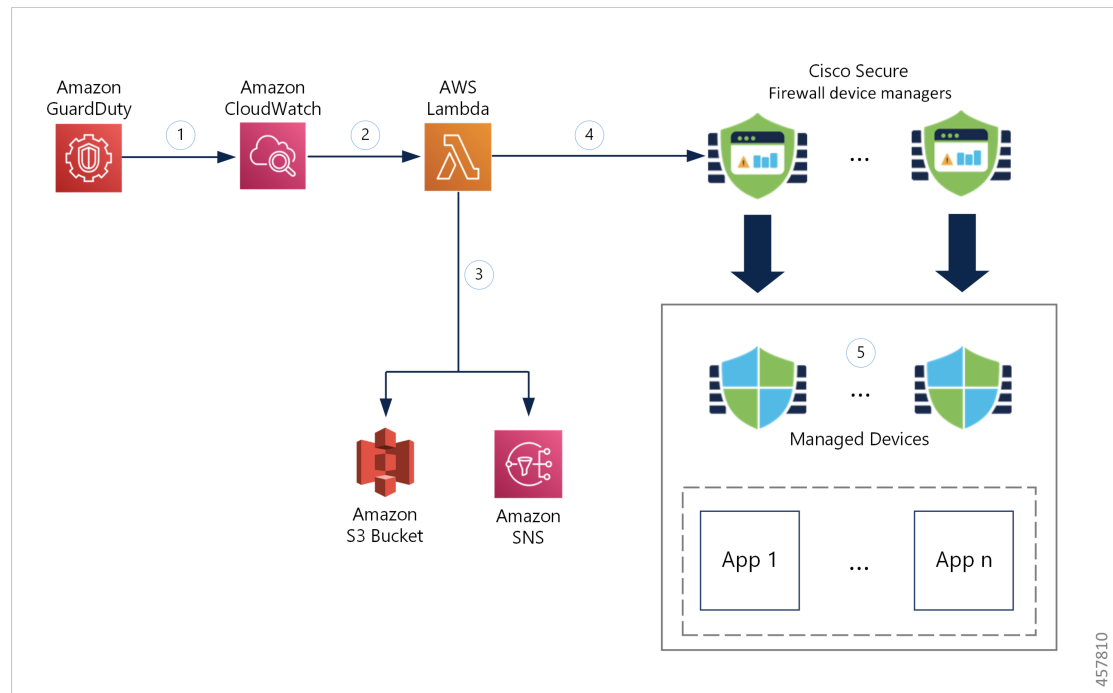 Amazon
GuardDuty
Amazon
CloudWatch
AWS
Lambda
Cisco Secure
Firewall device managers
1
2
4
...
3
5
...
Managed Devices
Amazon
S3 Bucket
Amazon
SNS
App 1
...
App n
457810